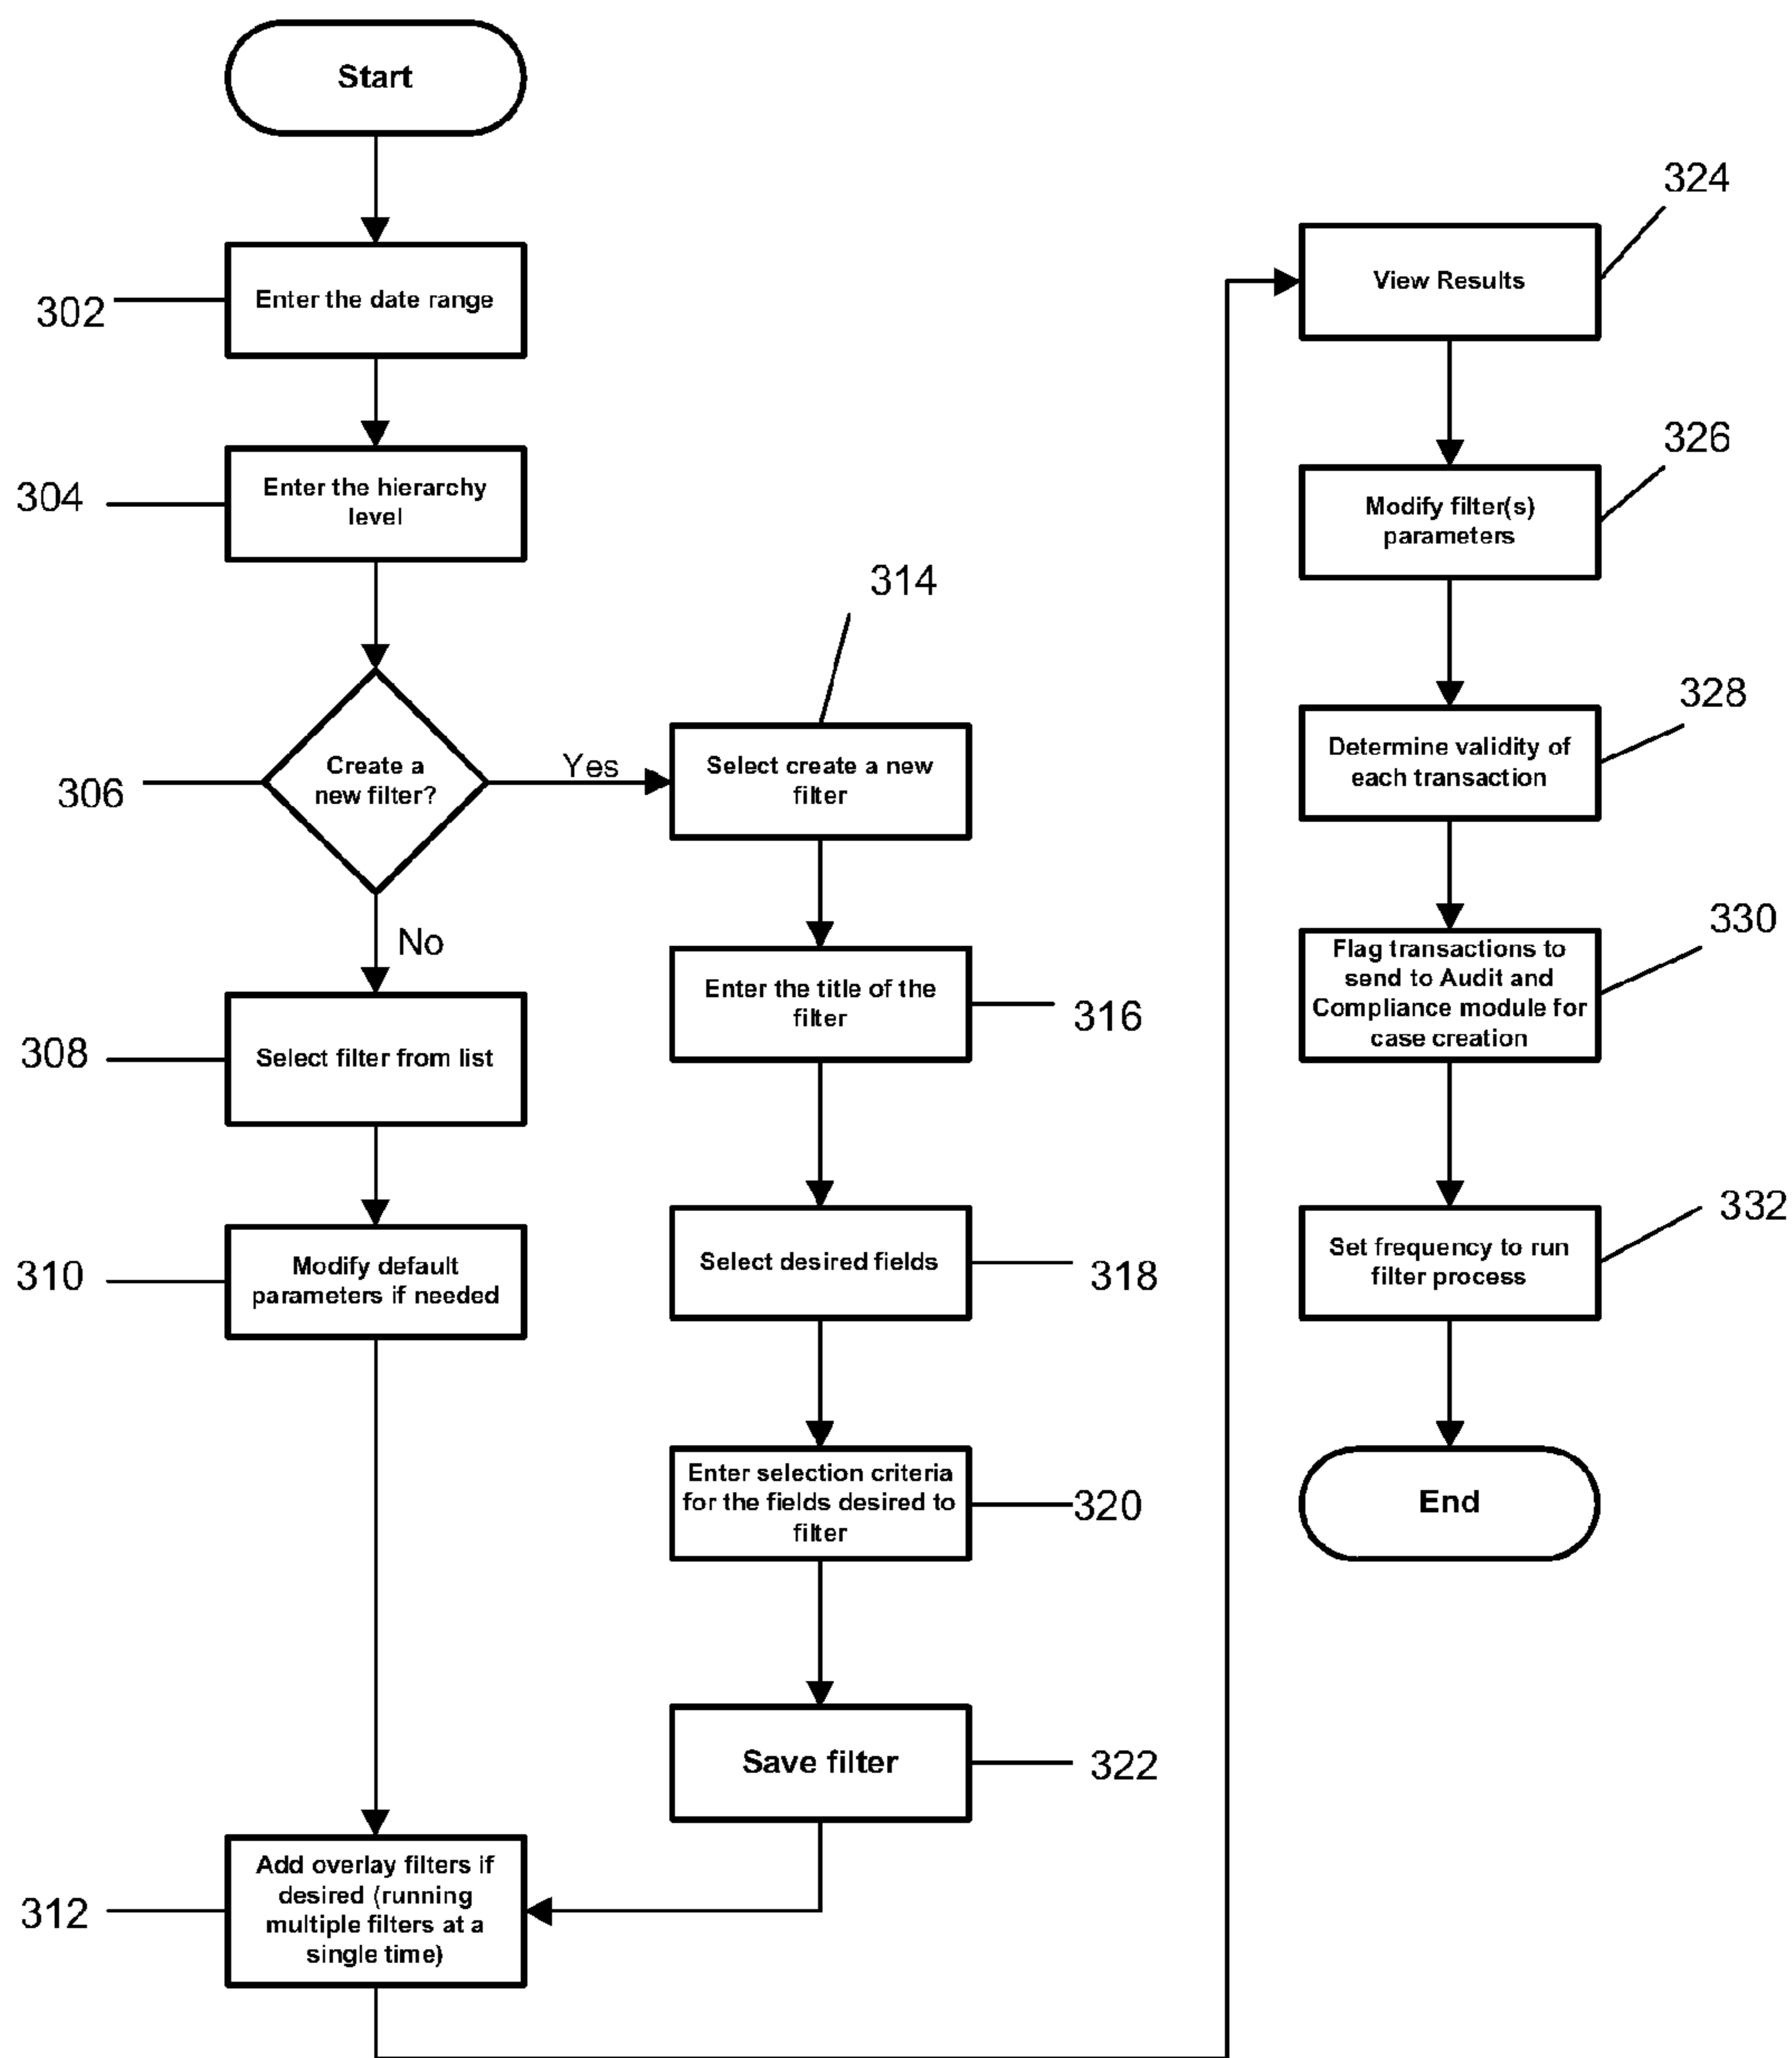 Start
302
Enter the date range
304
Enter the hierarchy
level
306
Create a
new filter?
Yes
No
308
Select filter from list
310
Modify default
parameters if needed
312
Add overlay filters if
desired (running
multiple filters at a
single time)
314
Select create a new
filter
Enter the title of the
filter
316
Select desired fields
318
Enter selection criteria
for the fields desired to
filter
320
Save filter
322
324
View Results
326
Modify filter(s)
parameters
328
Determine validity of
each transaction
330
Flag transactions to
send to Audit and
Compliance module for
case creation
332
Set frequency to run
filter process
End